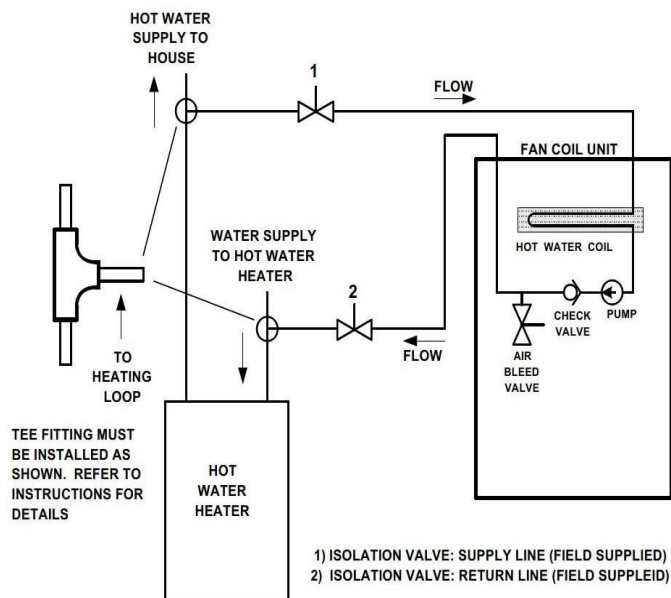 HOT WATER
SUPPLY TO
HOUSE
1
FLOW
FAN COIL UNIT
HOT WATER COIL
WATER SUPPLY
TO HOT WATER
HEATER
2
FLOW
CHECK
VALVE
PUMP
AIR
BLEED
VALVE
TO
HEATING
LOOP
TEE FITTING MUST
BE INSTALLED AS
SHOWN. REFER TO
INSTRUCTIONS FOR
DETAILS
HOT
WATER
HEATER
1) ISOLATION VALVE: SUPPLY LINE (FIELD SUPPLIED)
2) ISOLATION VALVE: RETURN LINE (FIELD SUPPLEID)